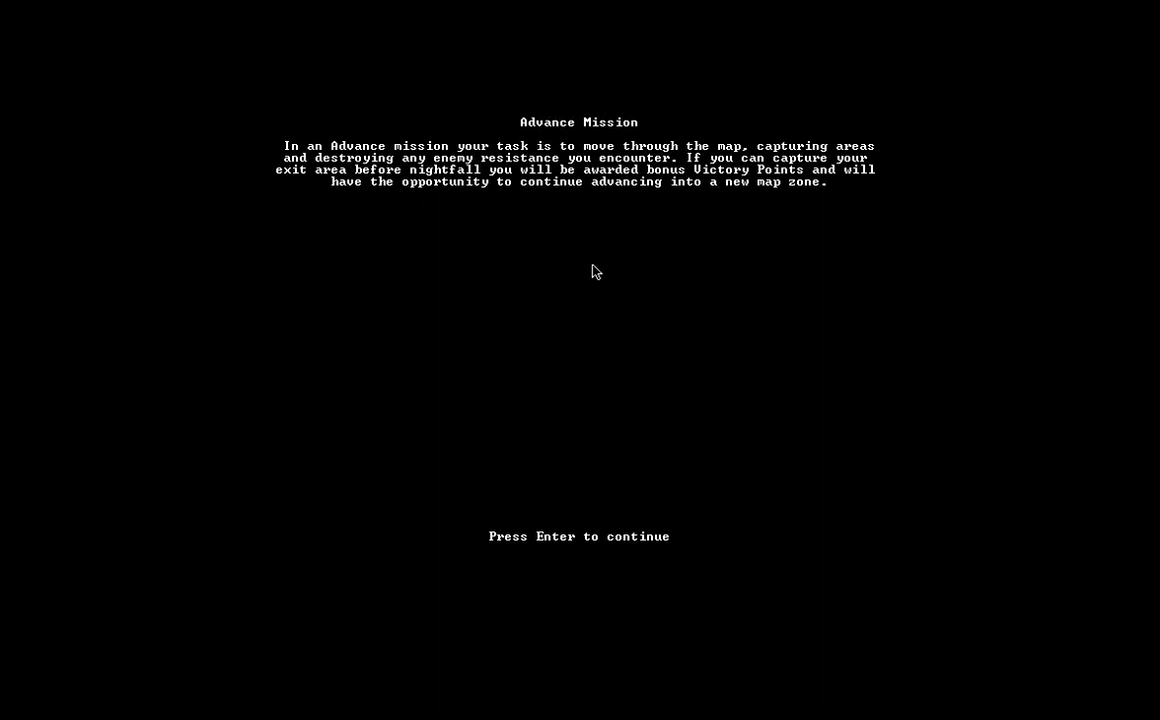 Advance Mission
In an Advance mission your task is to move through the map, capturing areas
and destroying any enemy resistance you encounter. If you can capture your
exit area before nightfall you will be awarded bonus Victory Points and will
have the opportunity to continue advancing into a new map zone.
Press Enter to continue